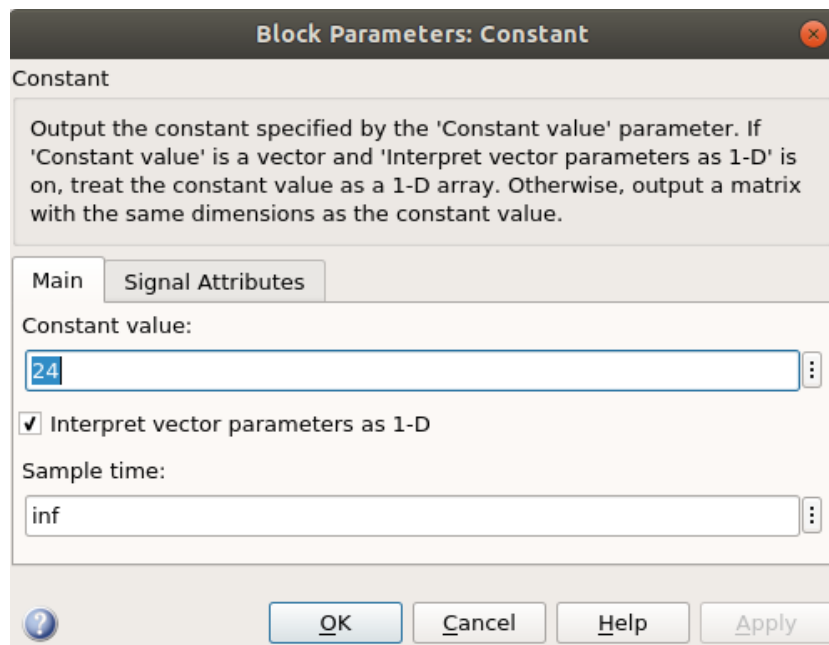 Block Parameters: Constant
Constant
Output the constant specified by the 'Constant value' parameter. If
'Constant value' is a vector and 'Interpret vector parameters as 1-D' is
on, treat the constant value as a 1-D array. Otherwise, output a matrix
with the same dimensions as the constant value.
Main Signal Attributes
Constant value:
24
Interpret vector parameters as 1-D
Sample time:
inf
? OK Cancel Help Apply